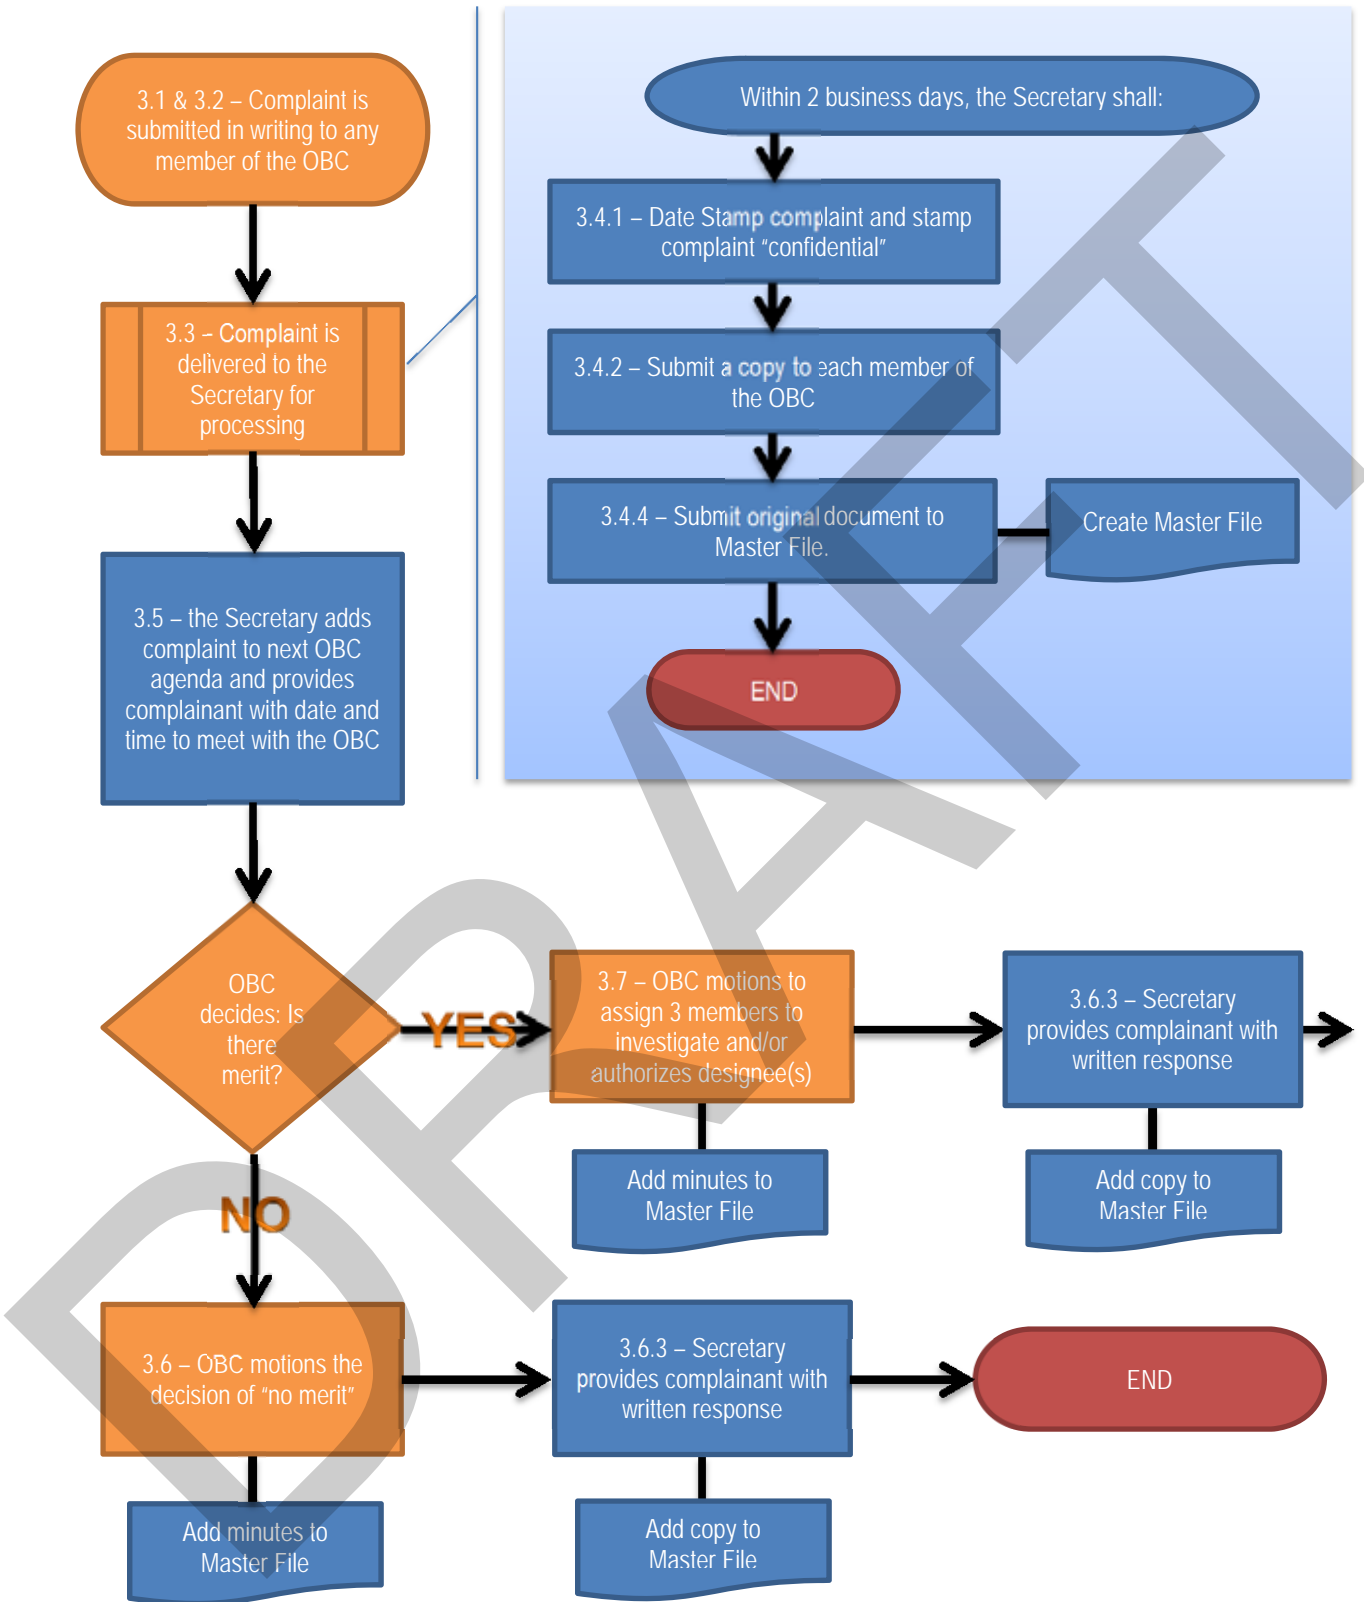 3.1 & 3.2 – Complaint is
submitted in writing to any
member of the OBC
3.3 – Complaint is
delivered to the
Secretary for
processing
3.5 – the Secretary adds
complaint to next OBC
agenda and provides
complainant with date and
time to meet with the OBC
Within 2 business days, the Secretary shall:
3.4.1 – Date Stamp complaint and stamp
complaint “confidential”
3.4.2 – Submit a copy to each member of
the OBC
3.4.4 – Submit original document to
Master File.
Create Master File
END
OBC
decides: Is
there
merit?
YES
3.7 – OBC motions to
assign 3 members to
investigate and/or
authorizes designee(s)
3.6.3 – Secretary
provides complainant with
written response
Add minutes to
Master File
Add copy to
Master File
NO
3.6 – OBC motions the
decision of “no merit”
3.6.3 – Secretary
provides complainant with
written response
END
Add minutes to
Master File
Add copy to
Master File
DRAFT